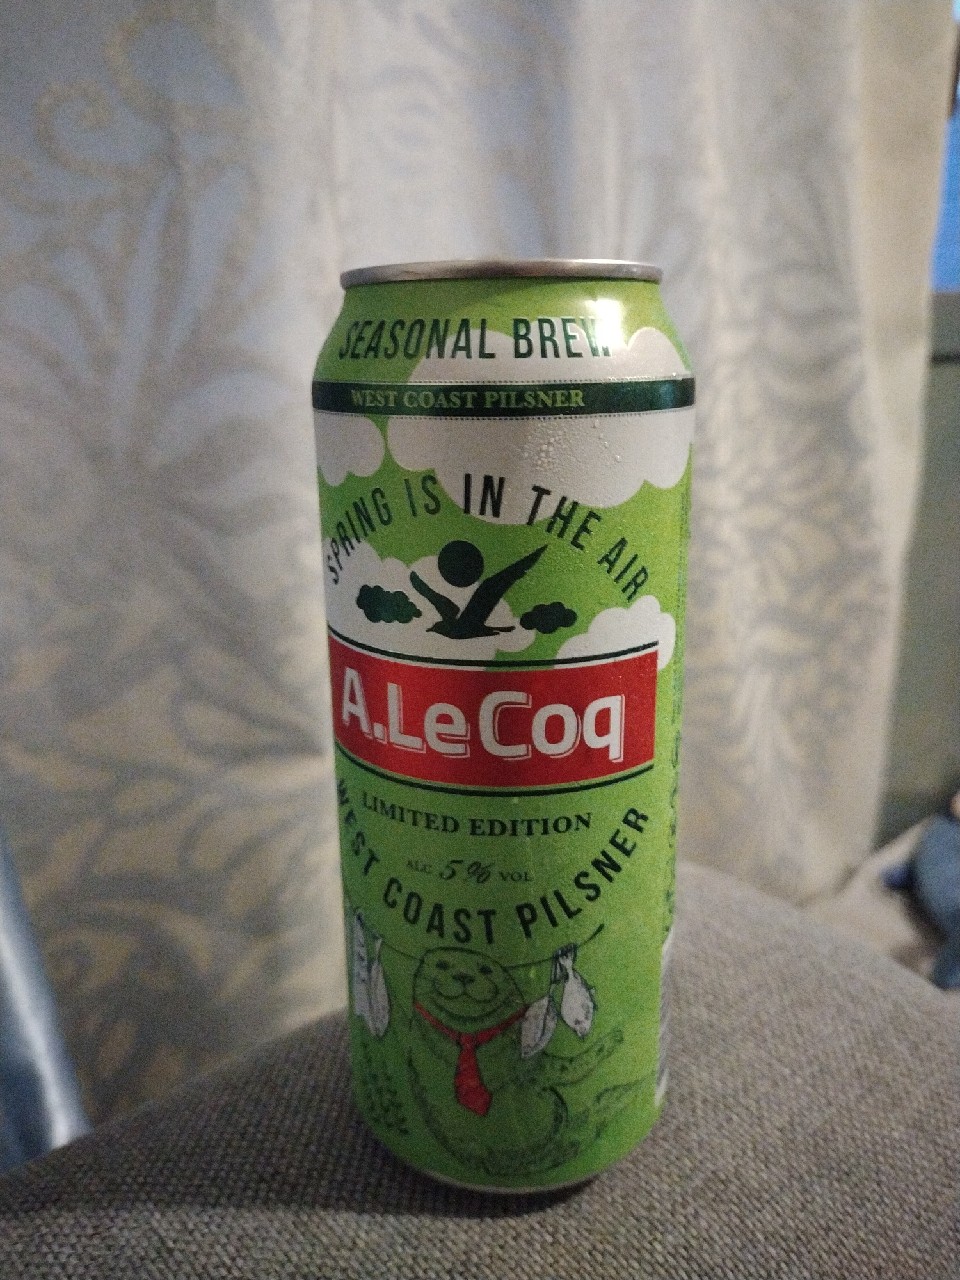 SEASONAL BREW
WEST COAST PILSNER
SPRING IS IN THE AIR
A.Le Coq
LIMITED EDITION
ALC 5% VOL
WEST COAST PILSNER